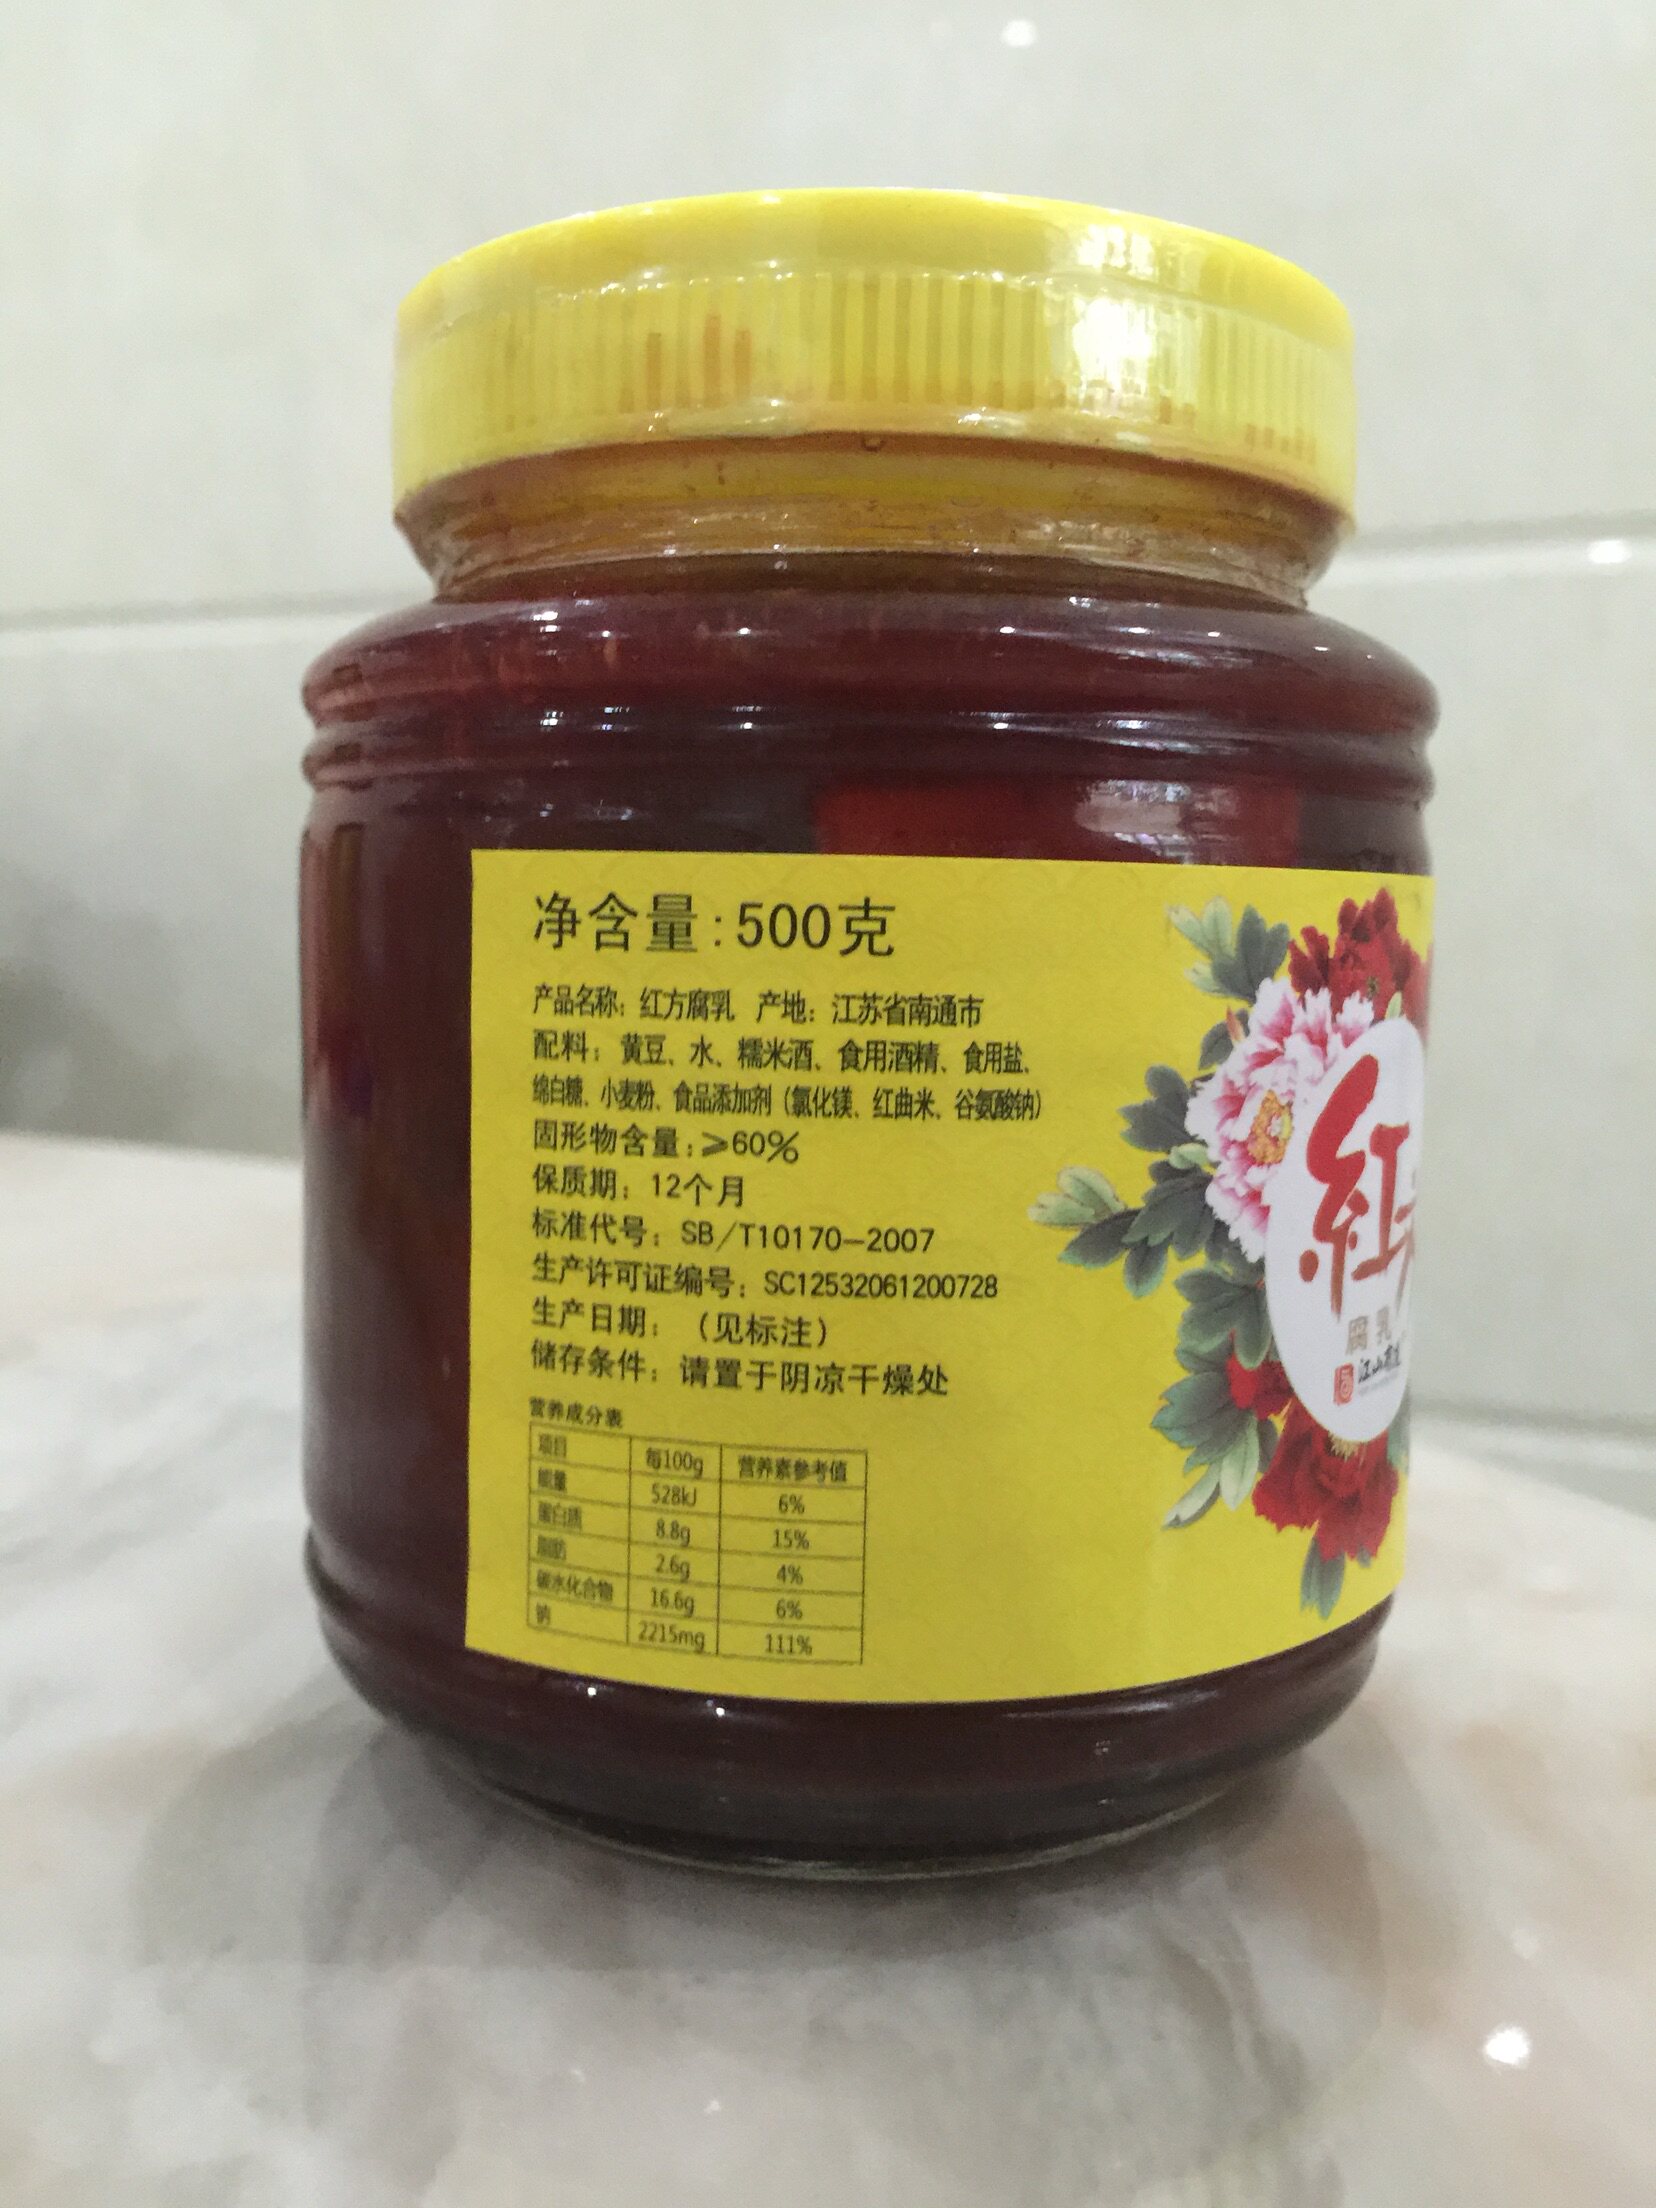 净含量:500克
产品名称：红方腐乳 产地：江苏省南通市
配料：黄豆、水、糯米酒、食用酒精、食用盐、
绵白糖、小麦粉、食品添加剂（氯化镁、红曲米、谷氨酸钠）
固形物含量:≥60%
保质期：12个月
标准代号：SB/T10170-2007
生产许可证编号：SC12532061200728
生产日期：（见标注）
储存条件：请置于阴凉干燥处
营养成分表
项目 每100g 营养素参考值
能量 528kJ 6%
蛋白质 8.8g 15%
脂肪 2.6g 4%
碳水化合物 16.6g 6%
钠 2215mg 111%
紅
腐乳
江山